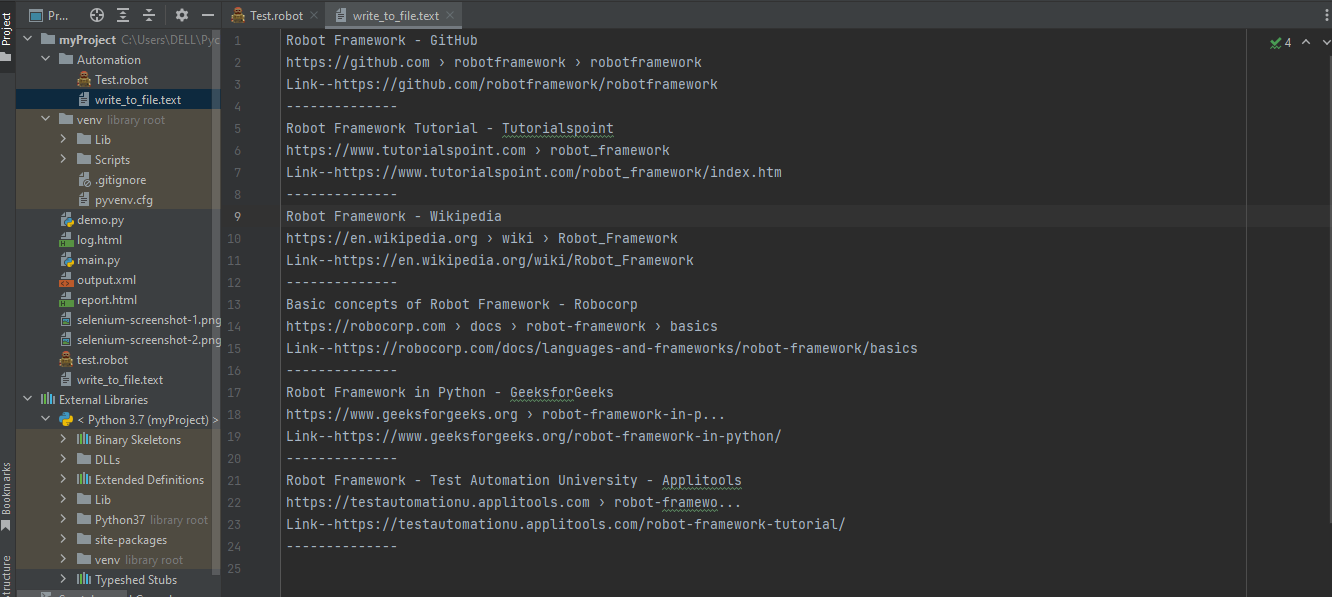 Pr...
Test.robot
write_to_file.text
Project
myProject C:\Users\DELL\Pyc
Automation
Test.robot
write_to_file.text
venv library root
Lib
Scripts
.gitignore
pyvenv.cfg
demo.py
log.html
main.py
output.xml
report.html
selenium-screenshot-1.png
selenium-screenshot-2.png
test.robot
write_to_file.text
External Libraries
< Python 3.7 (myProject) >
Binary Skeletons
DLLs
Extended Definitions
Lib
Python37 library root
site-packages
venv library root
Typeshed Stubs
Bookmarks
1 Robot Framework - GitHub
2 https://github.com › robotframework › robotframework
3 Link--https://github.com/robotframework/robotframework
4 --------------
5 Robot Framework Tutorial - Tutorialspoint
6 https://www.tutorialspoint.com › robot_framework
7 Link--https://www.tutorialspoint.com/robot_framework/index.htm
8 --------------
9 Robot Framework - Wikipedia
10 https://en.wikipedia.org › wiki › Robot_Framework
11 Link--https://en.wikipedia.org/wiki/Robot_Framework
12 --------------
13 Basic concepts of Robot Framework - Robocorp
14 https://robocorp.com › docs › robot-framework › basics
15 Link--https://robocorp.com/docs/languages-and-frameworks/robot-framework/basics
16 --------------
17 Robot Framework in Python - GeeksforGeeks
18 https://www.geeksforgeeks.org › robot-framework-in-p...
19 Link--https://www.geeksforgeeks.org/robot-framework-in-python/
20 --------------
21 Robot Framework - Test Automation University - Applitools
22 https://testautomationu.applitools.com › robot-framewo...
23 Link--https://testautomationu.applitools.com/robot-framework-tutorial/
24 --------------
25
4